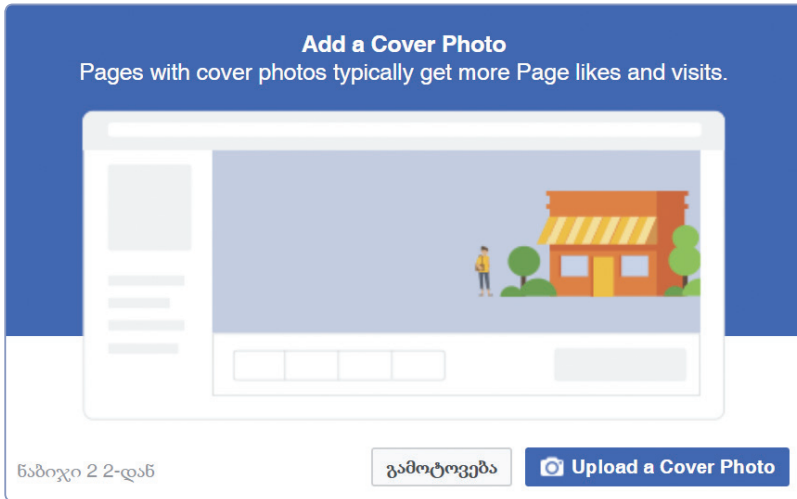 Add a Cover Photo
Pages with cover photos typically get more Page likes and visits.
ნაბიჯი 2 2-დან
გამოტოვება
Upload a Cover Photo